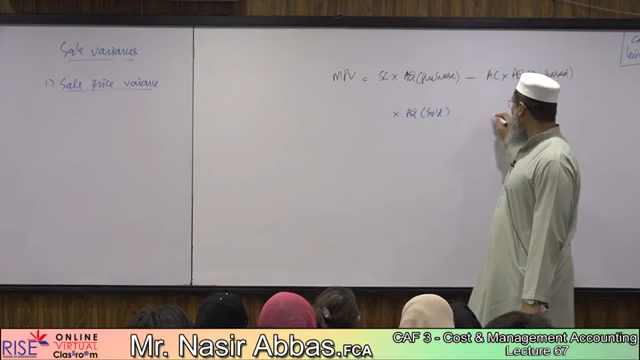 Sale variances
1) Sale price variance
MPV = SC × AQ (Purchase) - AC × AQ
× AQ (Sold)
RISE
ONLINE
VIRTUAL
Classroom
Mr. Nasir Abbas.FCA
CAF 3 - Cost & Management Accounting
Lecture 67